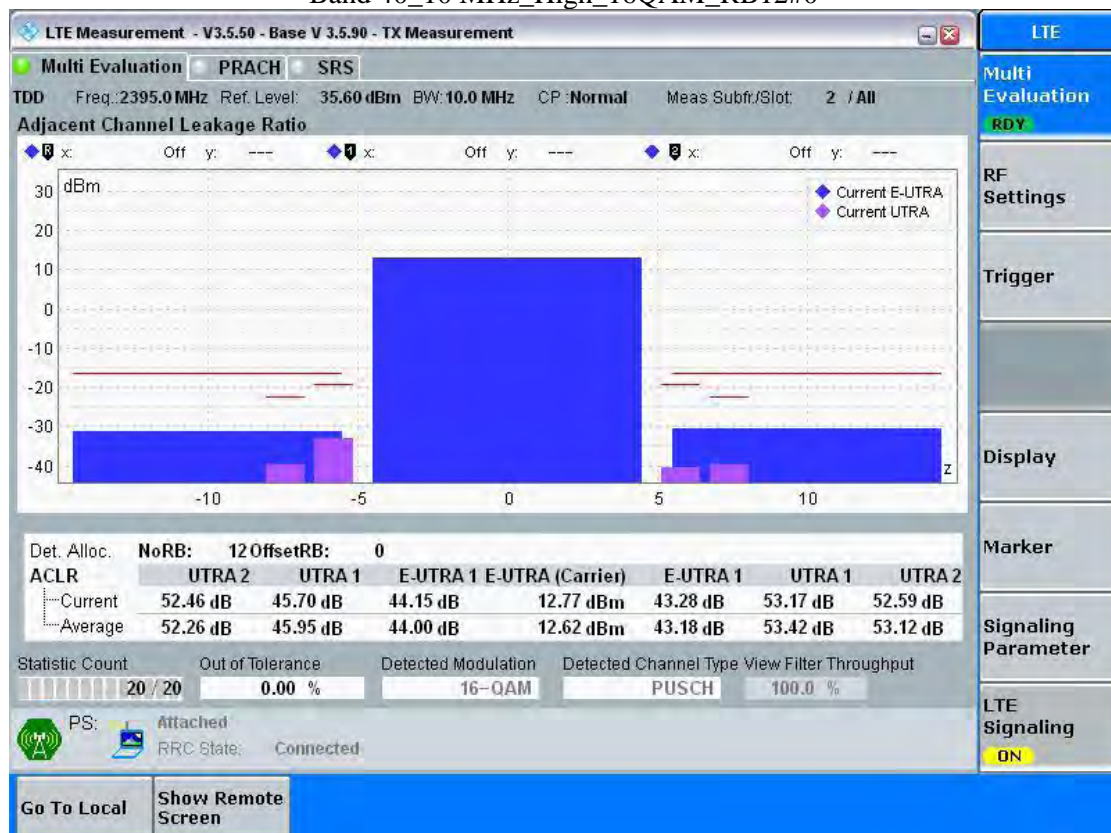 LTE Measurement - V3.5.50 - Base V 3.5.90 - TX Measurement
LTE
Multi Evaluation PRACH SRS
Multi
Evaluation
RDY
TDD Freq.:2395.0 MHz Ref. Level: 35.60 dBm BW:10.0 MHz CP :Normal Meas Subfr./Slot: 2 / All
Adjacent Channel Leakage Ratio
R x: Off y: --- 1 x: Off y: --- 2 x: Off y: ---
dBm
Current E-UTRA
Current UTRA
30
20
10
0
-10
-20
-30
-40
z
-10 -5 0 5 10
RF
Settings
Trigger
Display
Marker
Signaling
Parameter
LTE
Signaling
ON
Det. Alloc. NoRB: 12 OffsetRB: 0
ACLR UTRA 2 UTRA 1 E-UTRA 1 E-UTRA (Carrier) E-UTRA 1 UTRA 1 UTRA 2
Current 52.46 dB 45.70 dB 44.15 dB 12.77 dBm 43.28 dB 53.17 dB 52.59 dB
Average 52.26 dB 45.95 dB 44.00 dB 12.62 dBm 43.18 dB 53.42 dB 53.12 dB
Statistic Count Out of Tolerance Detected Modulation Detected Channel Type View Filter Throughput
20 / 20 0.00 % 16-QAM PUSCH 100.0 %
PS: Attached
RRC State: Connected
Go To Local
Show Remote
Screen